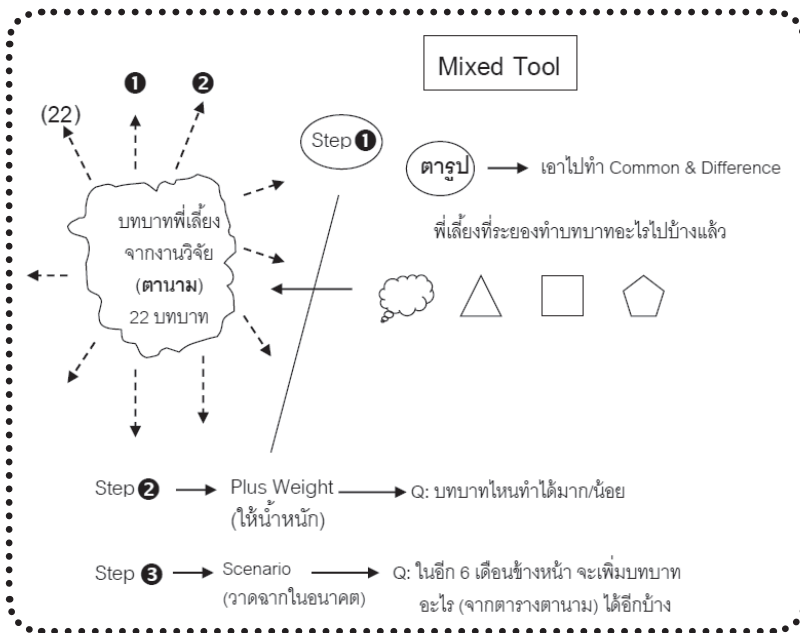 Mixed Tool
(22)
❶
❷
Step ❶
ตารูป
เอาไปทำ Common & Difference
พี่เลี้ยงที่ระยองทำบทบาทอะไรไปบ้างแล้ว
บทบาทพี่เลี้ยง
จากงานวิจัย
(ตานาม)
22 บทบาท
Step ❷
Plus Weight
(ให้น้ำหนัก)
Q: บทบาทไหนทำได้มาก/น้อย
Step ❸
Scenario
(วาดฉากในอนาคต)
Q: ในอีก 6 เดือนข้างหน้า จะเพิ่มบทบาท
อะไร (จากตารางตานาม) ได้อีกบ้าง